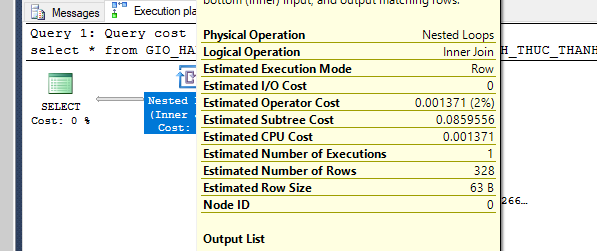 bottom (inner) input, and output matching rows.
Messages Execution plan
Query 1: Query cost
select * from GIO_HA
H_THUC_THANH
Physical Operation Nested Loops
Logical Operation Inner Join
Estimated Execution Mode Row
Estimated I/O Cost 0
Estimated Operator Cost 0.001371 (2%)
Estimated Subtree Cost 0.0859556
Estimated CPU Cost 0.001371
Estimated Number of Executions 1
Estimated Number of Rows 328
Estimated Row Size 63 B
Node ID 0
Output List
SELECT
Cost: 0 %
Nested
(Inner
Cost:
266…